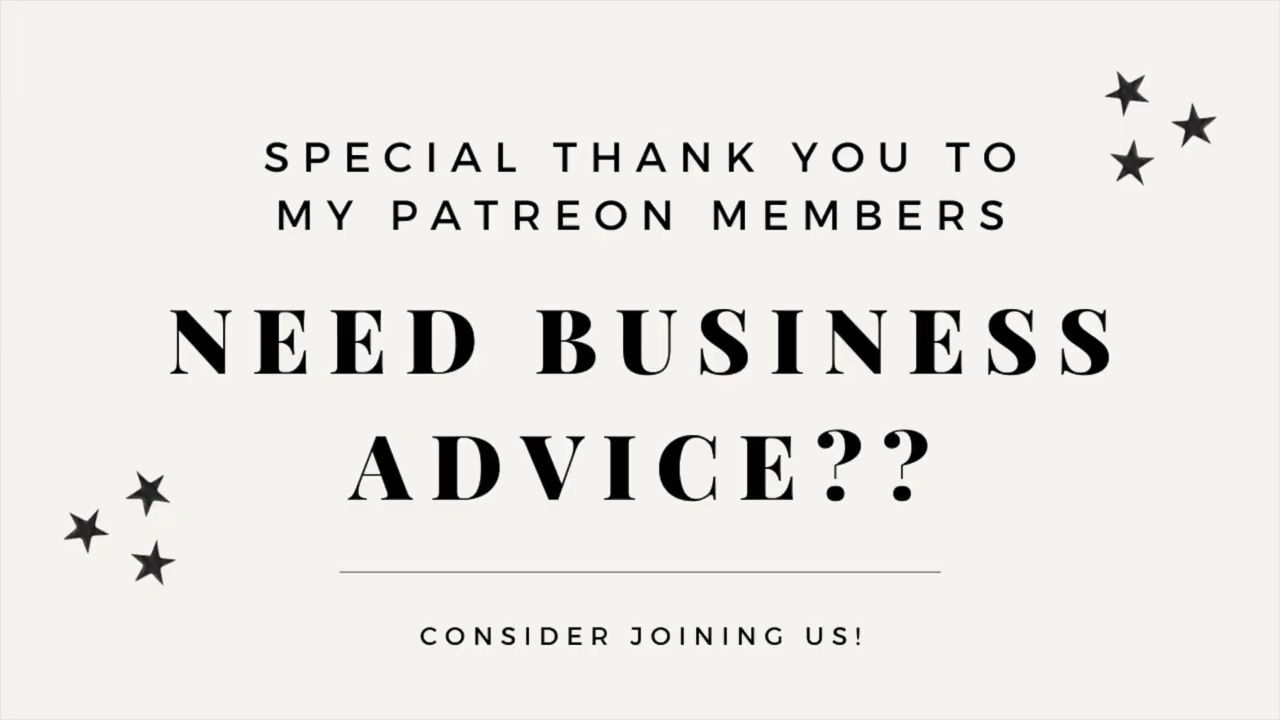 SPECIAL THANK YOU TO
MY PATREON MEMBERS
NEED BUSINESS
ADVICE??
CONSIDER JOINING US!